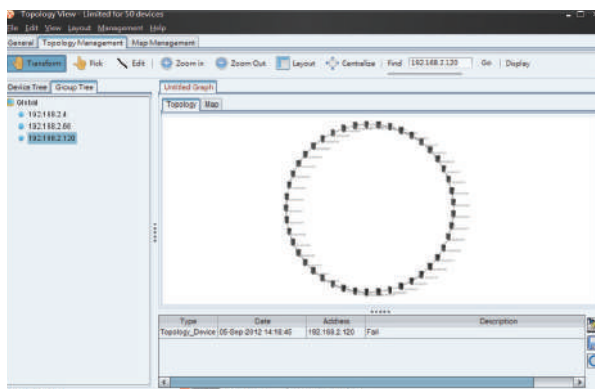 Topology View - Limited for 50 devices
File Edit View Layout Management Help
General Topology Management Map Management
Transform Pick Edit Zoom in Zoom Out Layout Centralize Find 192.168.2.120 Go Display
Device Tree Group Tree
Untitled Graph
Global
192.168.2.4
192.168.2.66
192.168.2.120
Topology Map
Type Date Address Description
Topology_Device 05-Sep-2012 14:18:45 192.168.2.120 Fail